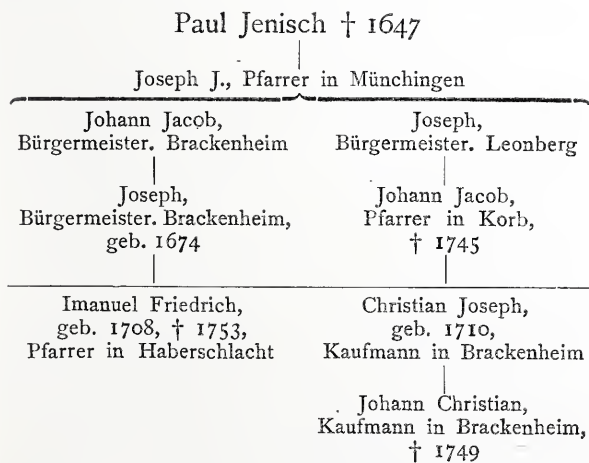 Paul Jenisch † 1647
Joseph J., Pfarrer in Münchingen
Johann Jacob,
Bürgermeister. Brackenheim
Joseph,
Bürgermeister. Brackenheim,
geb. 1674
Imanuel Friedrich,
geb. 1708, † 1753,
Pfarrer in Haberschlacht
Joseph,
Bürgermeister. Leonberg
Johann Jacob,
Pfarrer in Korb,
† 1745
Christian Joseph,
geb. 1710,
Kaufmann in Brackenheim
Johann Christian,
Kaufmann in Brackenheim,
† 1749